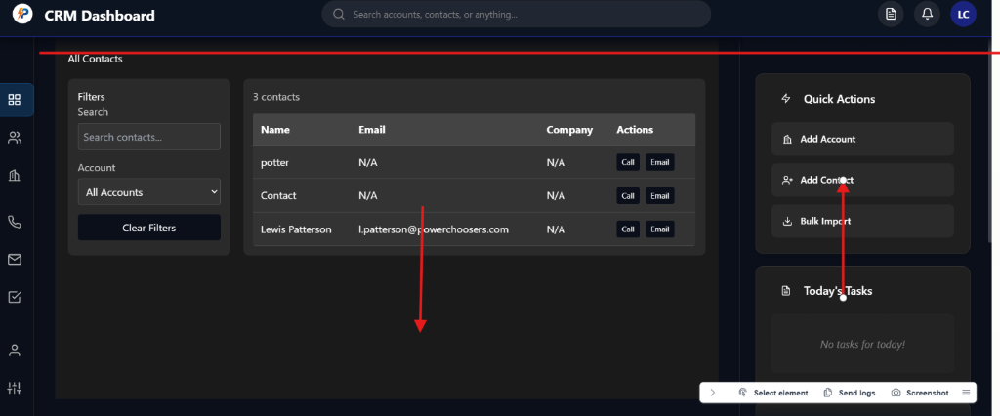 CRM Dashboard
Search accounts, contacts, or anything...
LC
All Contacts
Filters
Search
Search contacts...
Account
All Accounts
Clear Filters
3 contacts
Name Email Company Actions
potter N/A N/A Call Email
Contact N/A N/A Call Email
Lewis Patterson l.patterson@powerchoosers.com N/A Call Email
Quick Actions
Add Account
Add Contact
Bulk Import
Today's Tasks
No tasks for today!
Select element Send logs Screenshot